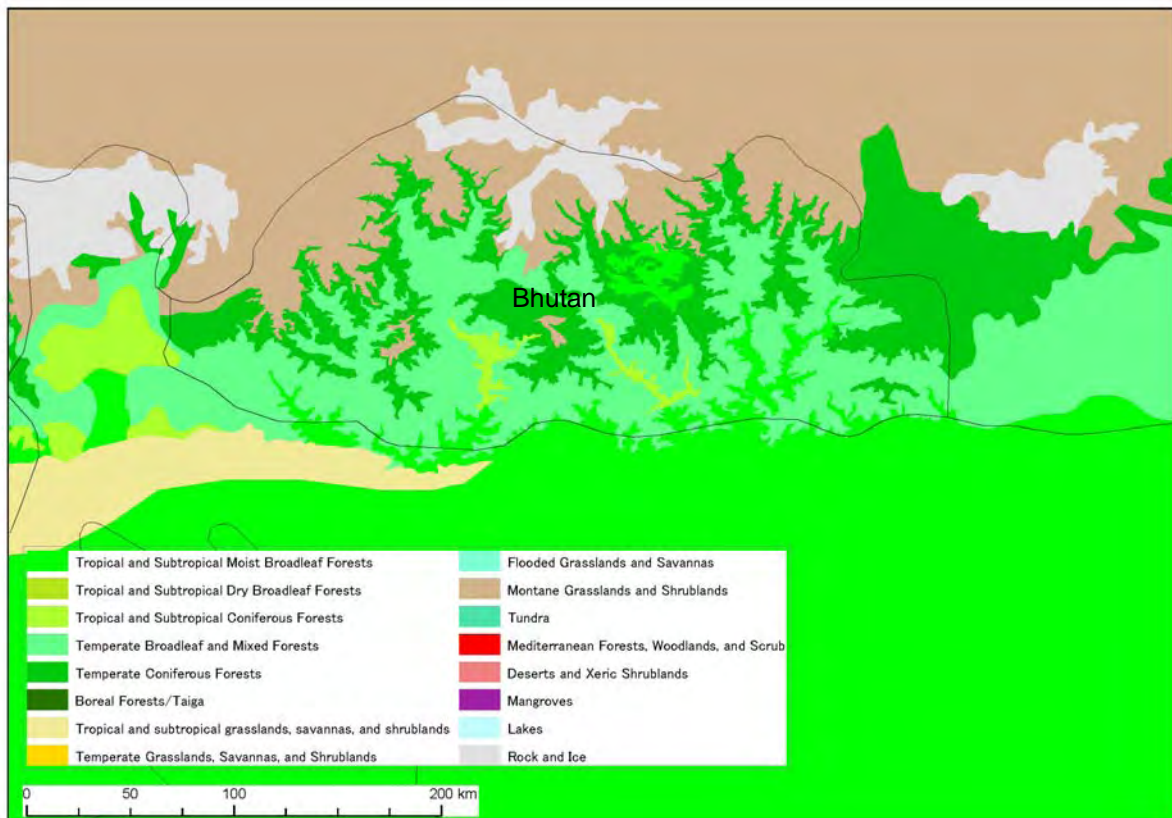 Bhutan
Tropical and Subtropical Moist Broadleaf Forests
Tropical and Subtropical Dry Broadleaf Forests
Tropical and Subtropical Coniferous Forests
Temperate Broadleaf and Mixed Forests
Temperate Coniferous Forests
Boreal Forests/Taiga
Tropical and subtropical grasslands, savannas, and shrublands
Temperate Grasslands, Savannas, and Shrublands
Flooded Grasslands and Savannas
Montane Grasslands and Shrublands
Tundra
Mediterranean Forests, Woodlands, and Scrub
Deserts and Xeric Shrublands
Mangroves
Lakes
Rock and Ice
0 50 100 200 km